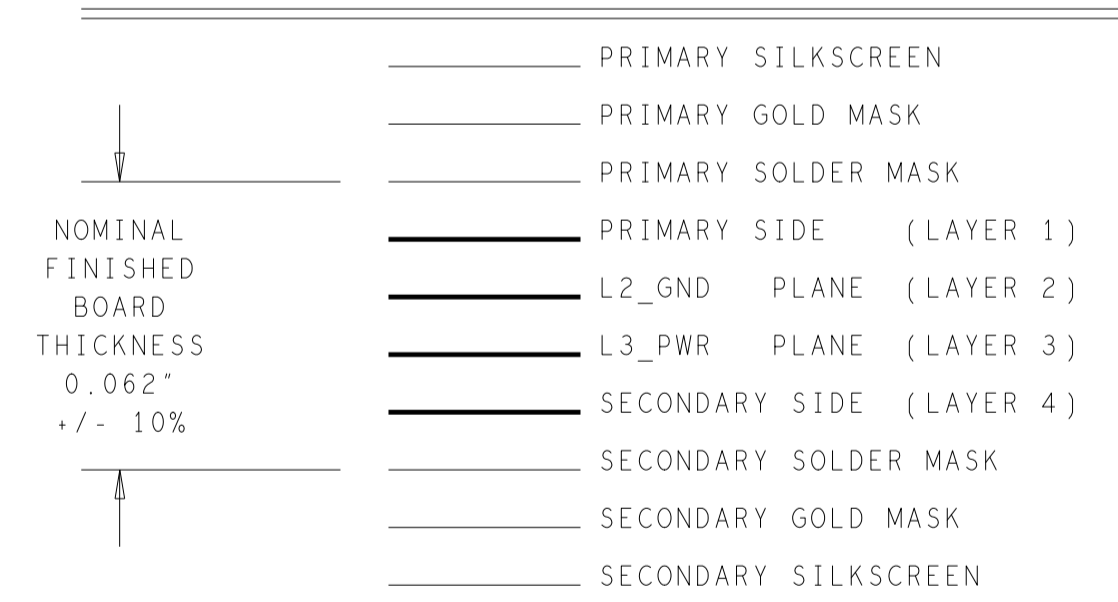 PRIMARY SILKSCREEN
PRIMARY GOLD MASK
PRIMARY SOLDER MASK
PRIMARY SIDE (LAYER 1)
L2_GND PLANE (LAYER 2)
L3_PWR PLANE (LAYER 3)
SECONDARY SIDE (LAYER 4)
SECONDARY SOLDER MASK
SECONDARY GOLD MASK
SECONDARY SILKSCREEN
NOMINAL
FINISHED
BOARD
THICKNESS
0.062"
+/- 10%